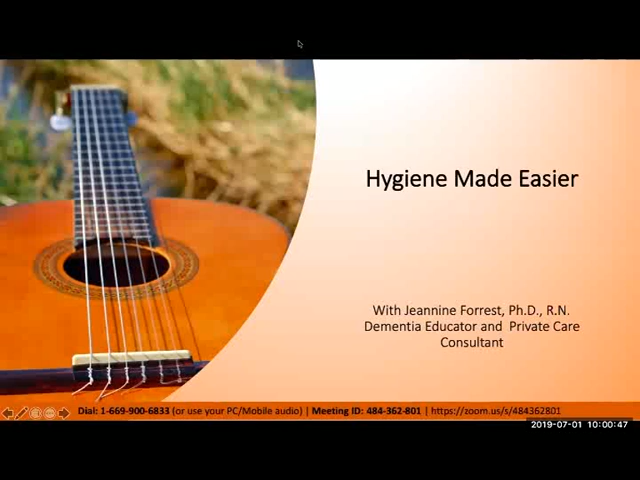 Hygiene Made Easier
With Jeannine Forrest, Ph.D., R.N.
Dementia Educator and Private Care
Consultant
Dial: 1-669-900-6833 (or use your PC/Mobile audio) | Meeting ID: 484-362-801 | https://zoom.us/s/484362801
2019-07-01 10:00:47